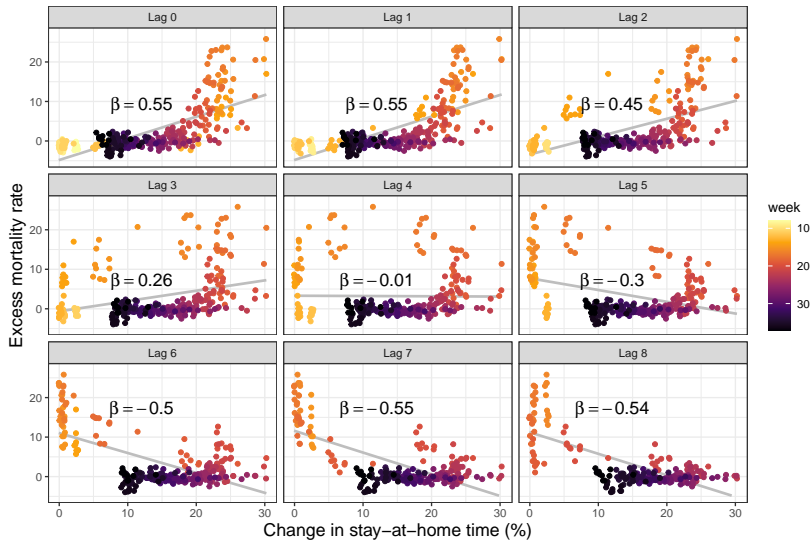 Lag 0 Lag 1 Lag 2
β = 0.55 β = 0.55 β = 0.45
20
10
0
Lag 3 Lag 4 Lag 5
β = 0.26 β = −0.01 β = −0.3
20
10
0
Lag 6 Lag 7 Lag 8
β = −0.5 β = −0.55 β = −0.54
20
10
0
0 10 20 30 0 10 20 30 0 10 20 30
Change in stay−at−home time (%)
Excess mortality rate
week
10
20
30